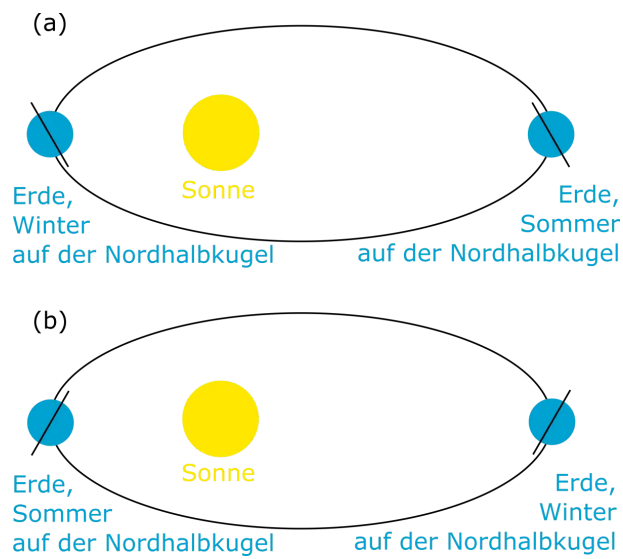 (a)
Sonne
Erde,
Winter
auf der Nordhalbkugel
Erde,
Sommer
auf der Nordhalbkugel
(b)
Sonne
Erde,
Sommer
auf der Nordhalbkugel
Erde,
Winter
auf der Nordhalbkugel